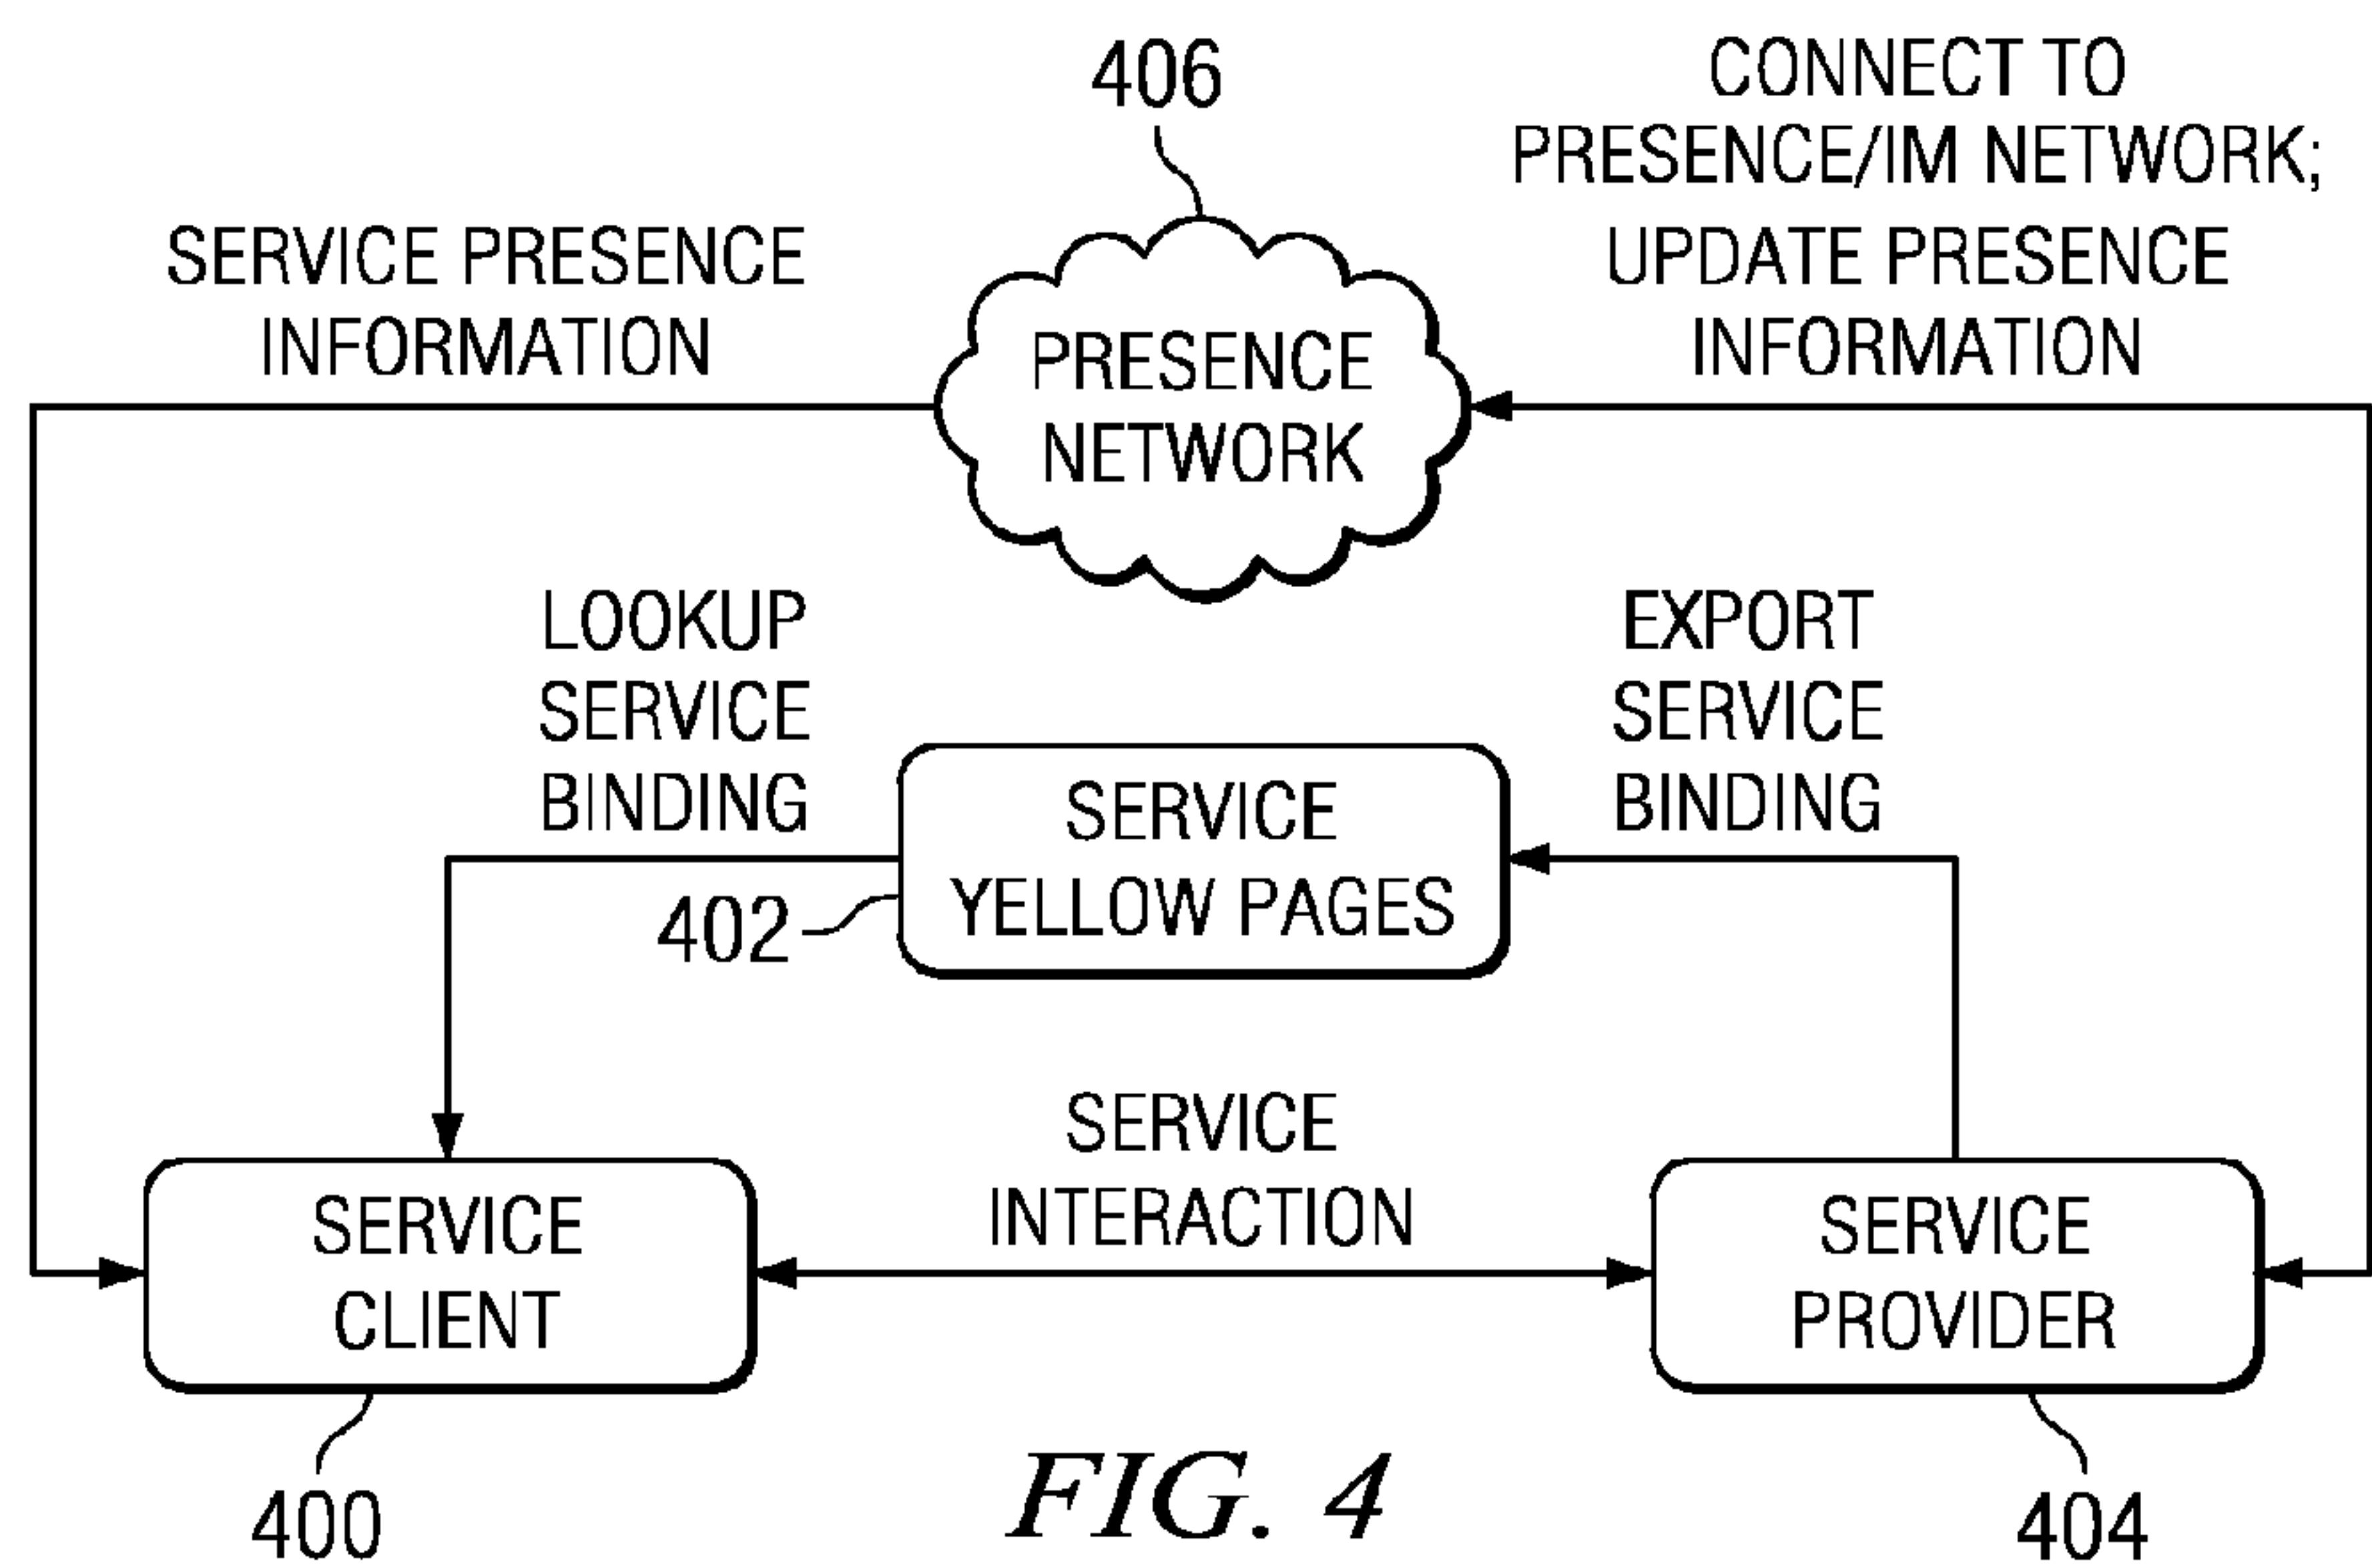 406
CONNECT TO
PRESENCE/IM NETWORK;
UPDATE PRESENCE
INFORMATION
SERVICE PRESENCE
INFORMATION
PRESENCE
NETWORK
LOOKUP
SERVICE
BINDING
EXPORT
SERVICE
BINDING
SERVICE
YELLOW PAGES
402
SERVICE
INTERACTION
SERVICE
CLIENT
SERVICE
PROVIDER
400
404
FIG. 4